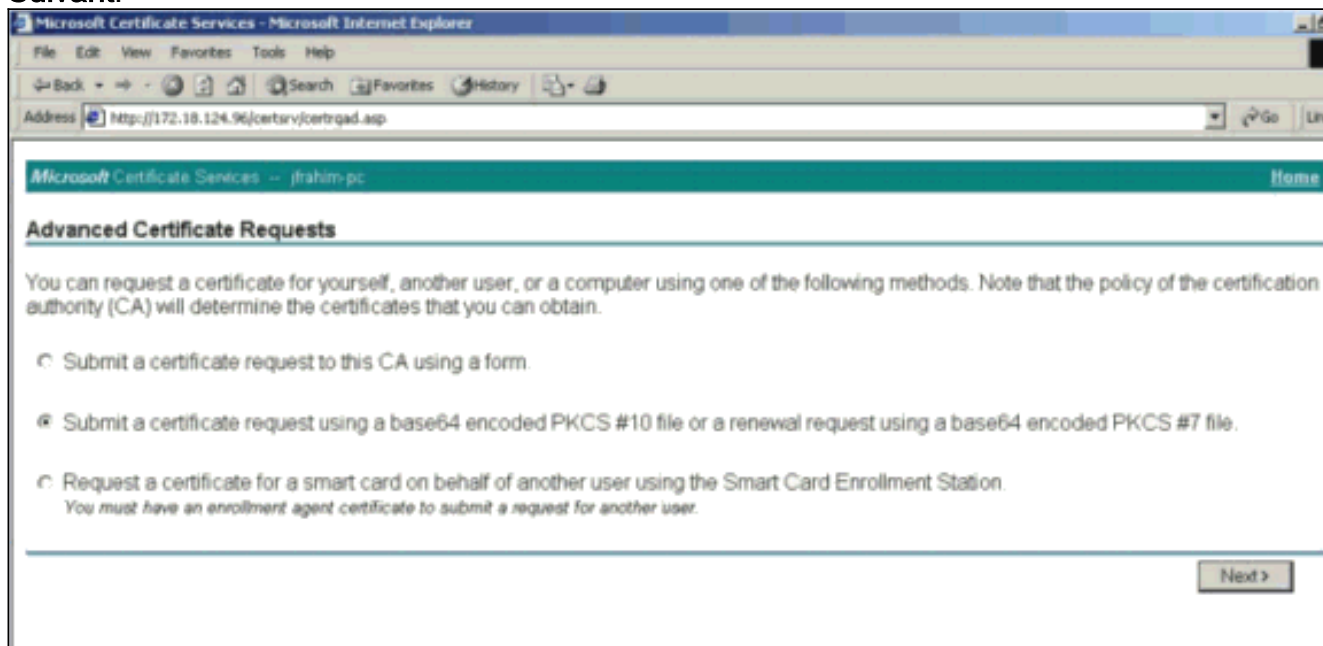 Suivant.
Microsoft Certificate Services - Microsoft Internet Explorer
File Edit View Favorites Tools Help
Back Search Favorites History
Address http://172.18.124.96/certsrv/certrqad.asp Go
Microsoft Certificate Services -- jfrahim-pc Home
Advanced Certificate Requests
You can request a certificate for yourself, another user, or a computer using one of the following methods. Note that the policy of the certification
authority (CA) will determine the certificates that you can obtain.
Submit a certificate request to this CA using a form.
Submit a certificate request using a base64 encoded PKCS #10 file or a renewal request using a base64 encoded PKCS #7 file.
Request a certificate for a smart card on behalf of another user using the Smart Card Enrollment Station.
You must have an enrollment agent certificate to submit a request for another user.
Next >